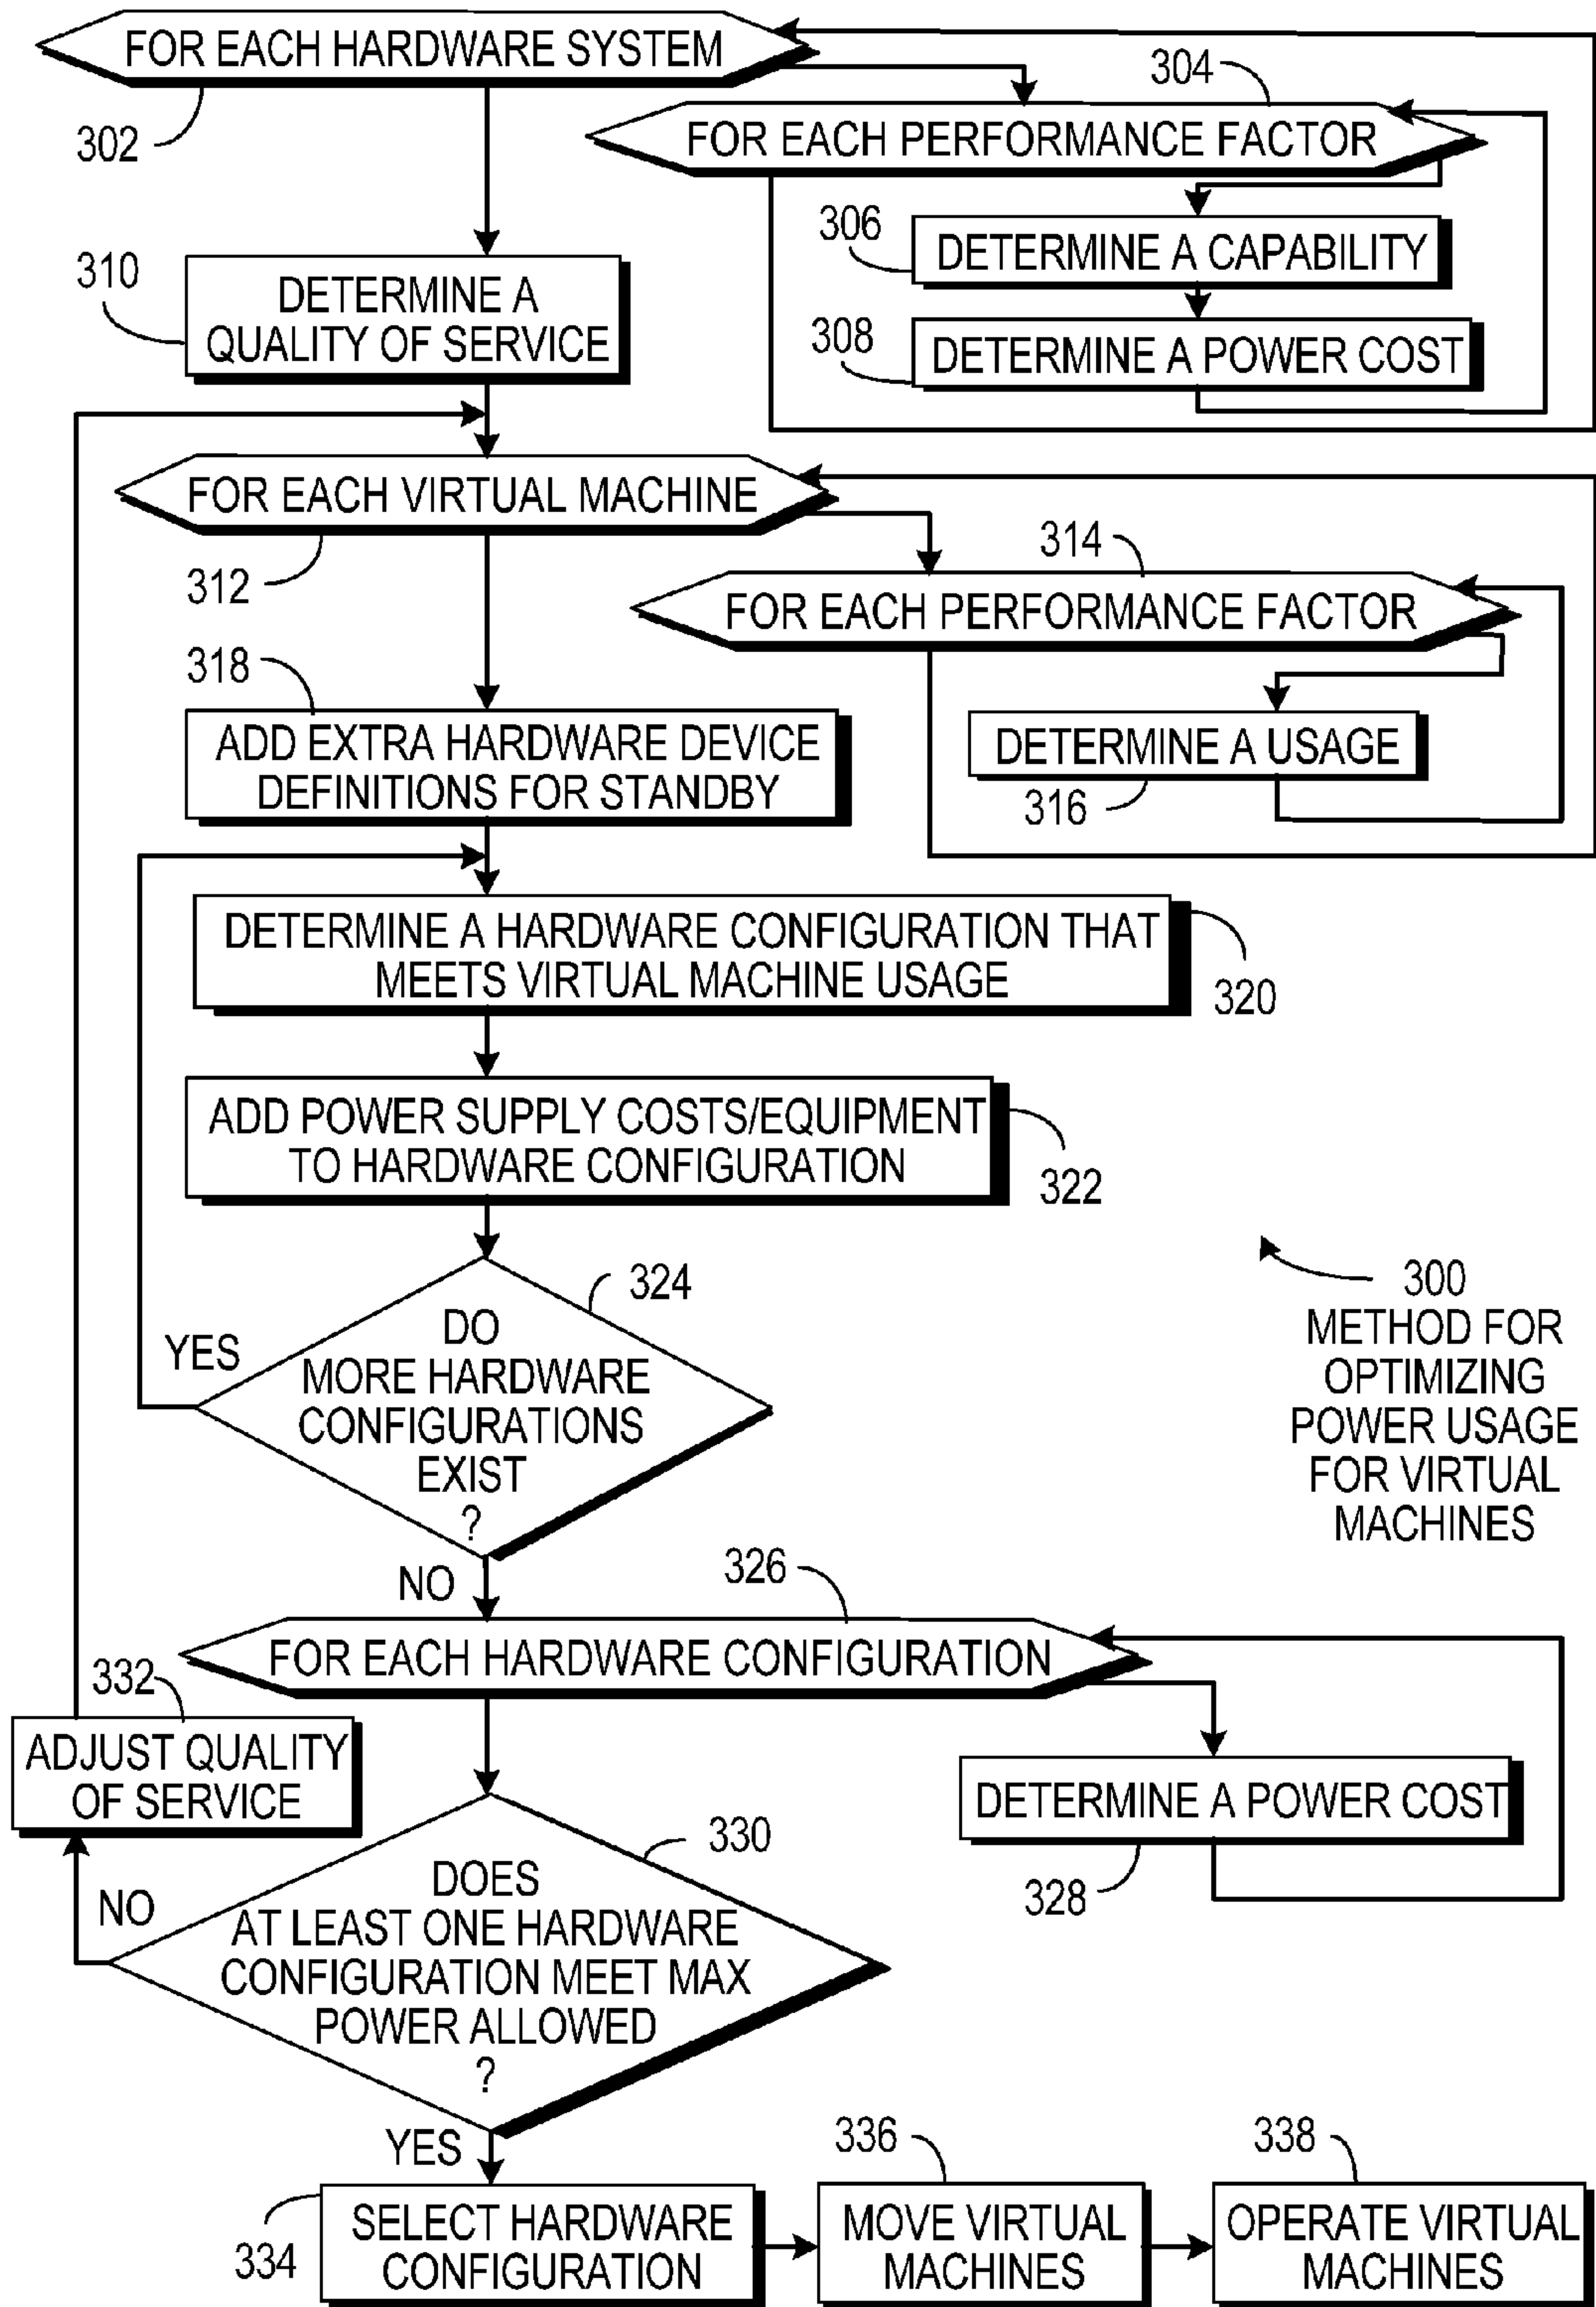 FOR EACH HARDWARE SYSTEM
302
304
FOR EACH PERFORMANCE FACTOR
306
DETERMINE A CAPABILITY
308
DETERMINE A POWER COST
310
DETERMINE A
QUALITY OF SERVICE
FOR EACH VIRTUAL MACHINE
312
314
FOR EACH PERFORMANCE FACTOR
DETERMINE A USAGE
316
318
ADD EXTRA HARDWARE DEVICE
DEFINITIONS FOR STANDBY
DETERMINE A HARDWARE CONFIGURATION THAT
MEETS VIRTUAL MACHINE USAGE
320
ADD POWER SUPPLY COSTS/EQUIPMENT
TO HARDWARE CONFIGURATION
322
324
DO
MORE HARDWARE
CONFIGURATIONS
EXIST
?
YES
NO
300
METHOD FOR
OPTIMIZING
POWER USAGE
FOR VIRTUAL
MACHINES
326
FOR EACH HARDWARE CONFIGURATION
DETERMINE A POWER COST
328
332
ADJUST QUALITY
OF SERVICE
330
DOES
AT LEAST ONE HARDWARE
CONFIGURATION MEET MAX
POWER ALLOWED
?
NO
YES
334
SELECT HARDWARE
CONFIGURATION
336
MOVE VIRTUAL
MACHINES
338
OPERATE VIRTUAL
MACHINES